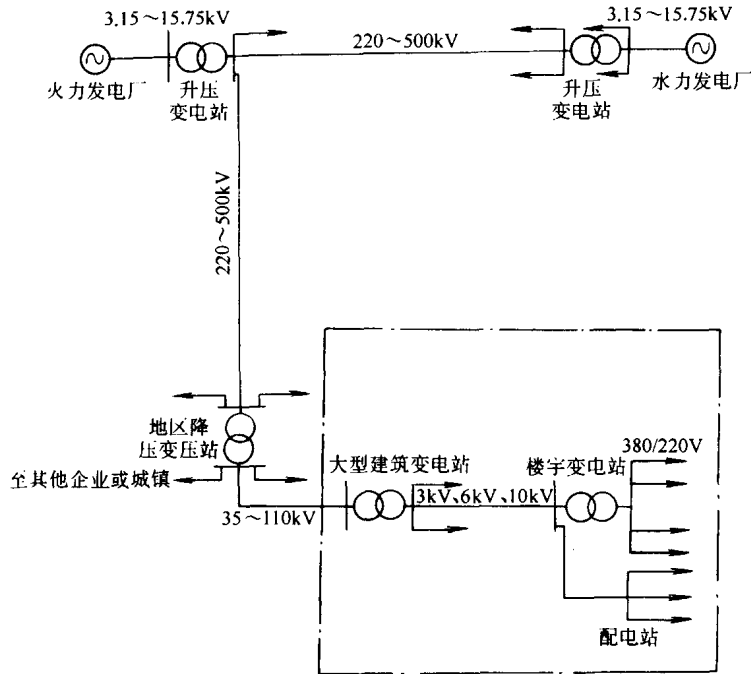 3.15～15.75kV
3.15～15.75kV
220～500kV
火力发电厂
升压
变电站
升压
变电站
水力发电厂
220～500kV
地区降
压变压站
至其他企业或城镇
35～110kV
大型建筑变电站
3kV、6kV、10kV
楼宇变电站
380/220V
配电站